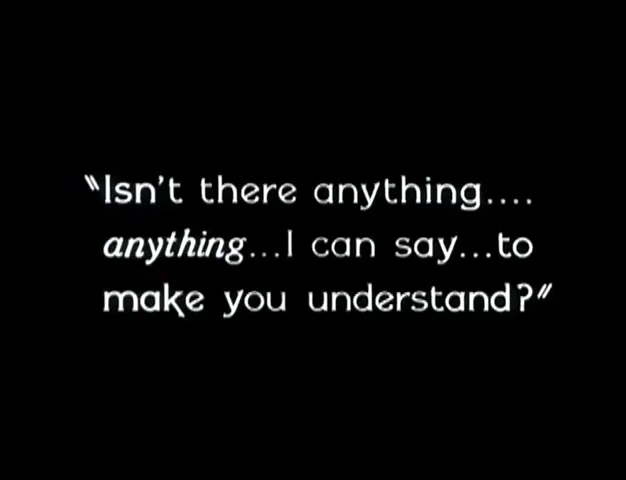 "Isn't there anything....
anything...I can say...to
make you understand?"